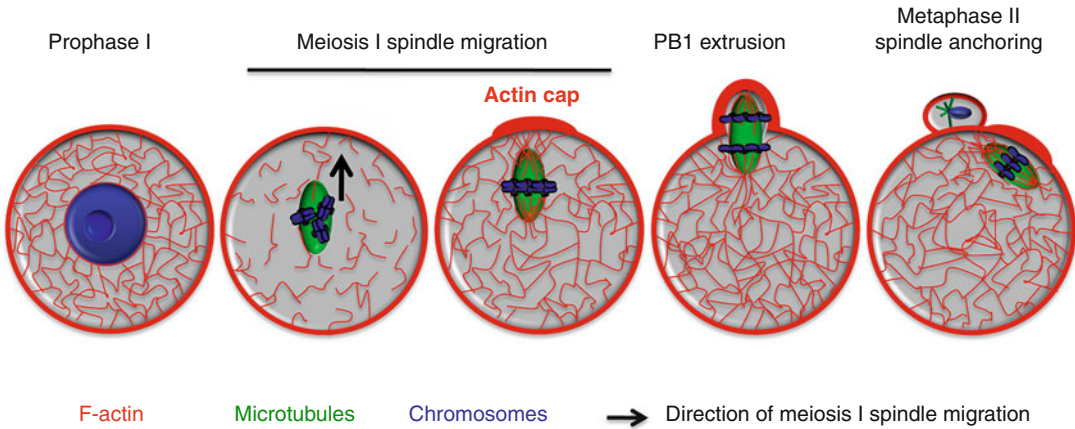 Prophase I
Meiosis I spindle migration
PB1 extrusion
Metaphase II
spindle anchoring
Actin cap
F-actin
Microtubules
Chromosomes
Direction of meiosis I spindle migration